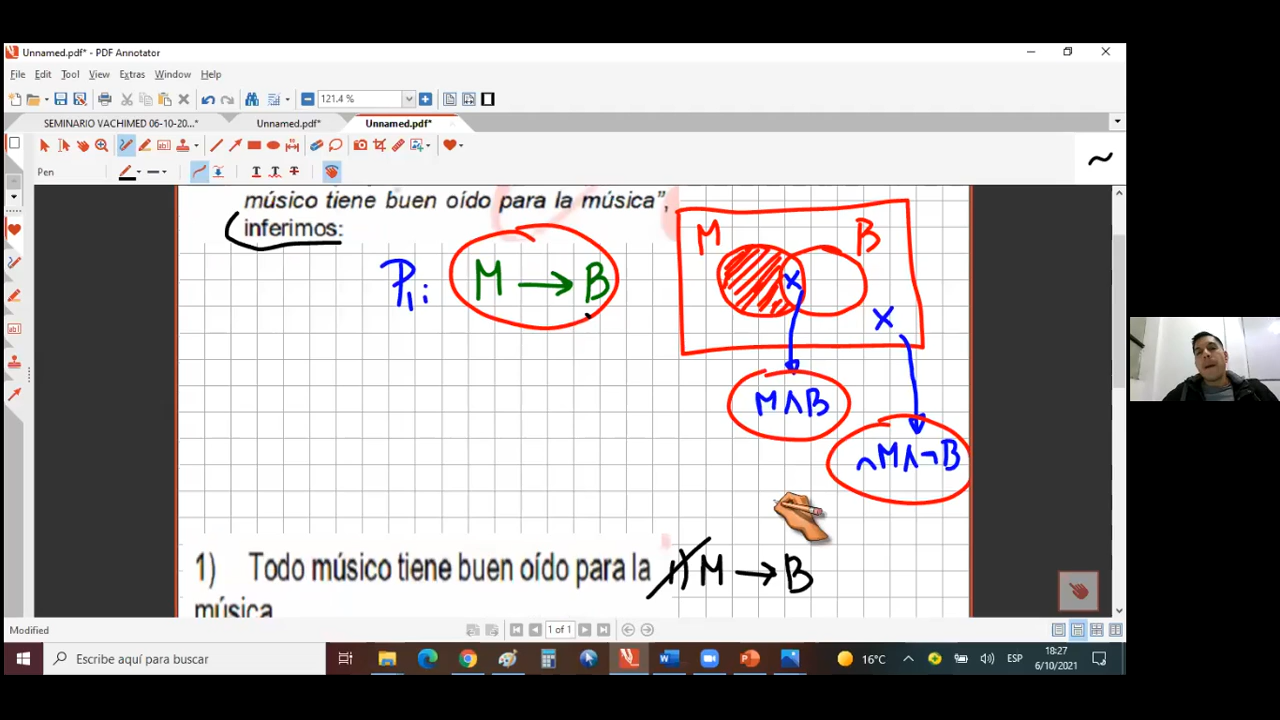 Unnamed.pdf* - PDF Annotator
File Edit Tool View Extras Window Help
121.4 %
SEMINARIO VACHIMED 06-10-20...* Unnamed.pdf* Unnamed.pdf*
Pen
músico tiene buen oído para la música”,
inferimos:
M B
P1: M → B
M ∧ B
¬M ∧ ¬B
1) Todo músico tiene buen oído para la M → B
música
1 of 1
Modified
Escribe aquí para buscar
16°C ESP 18:27
6/10/2021